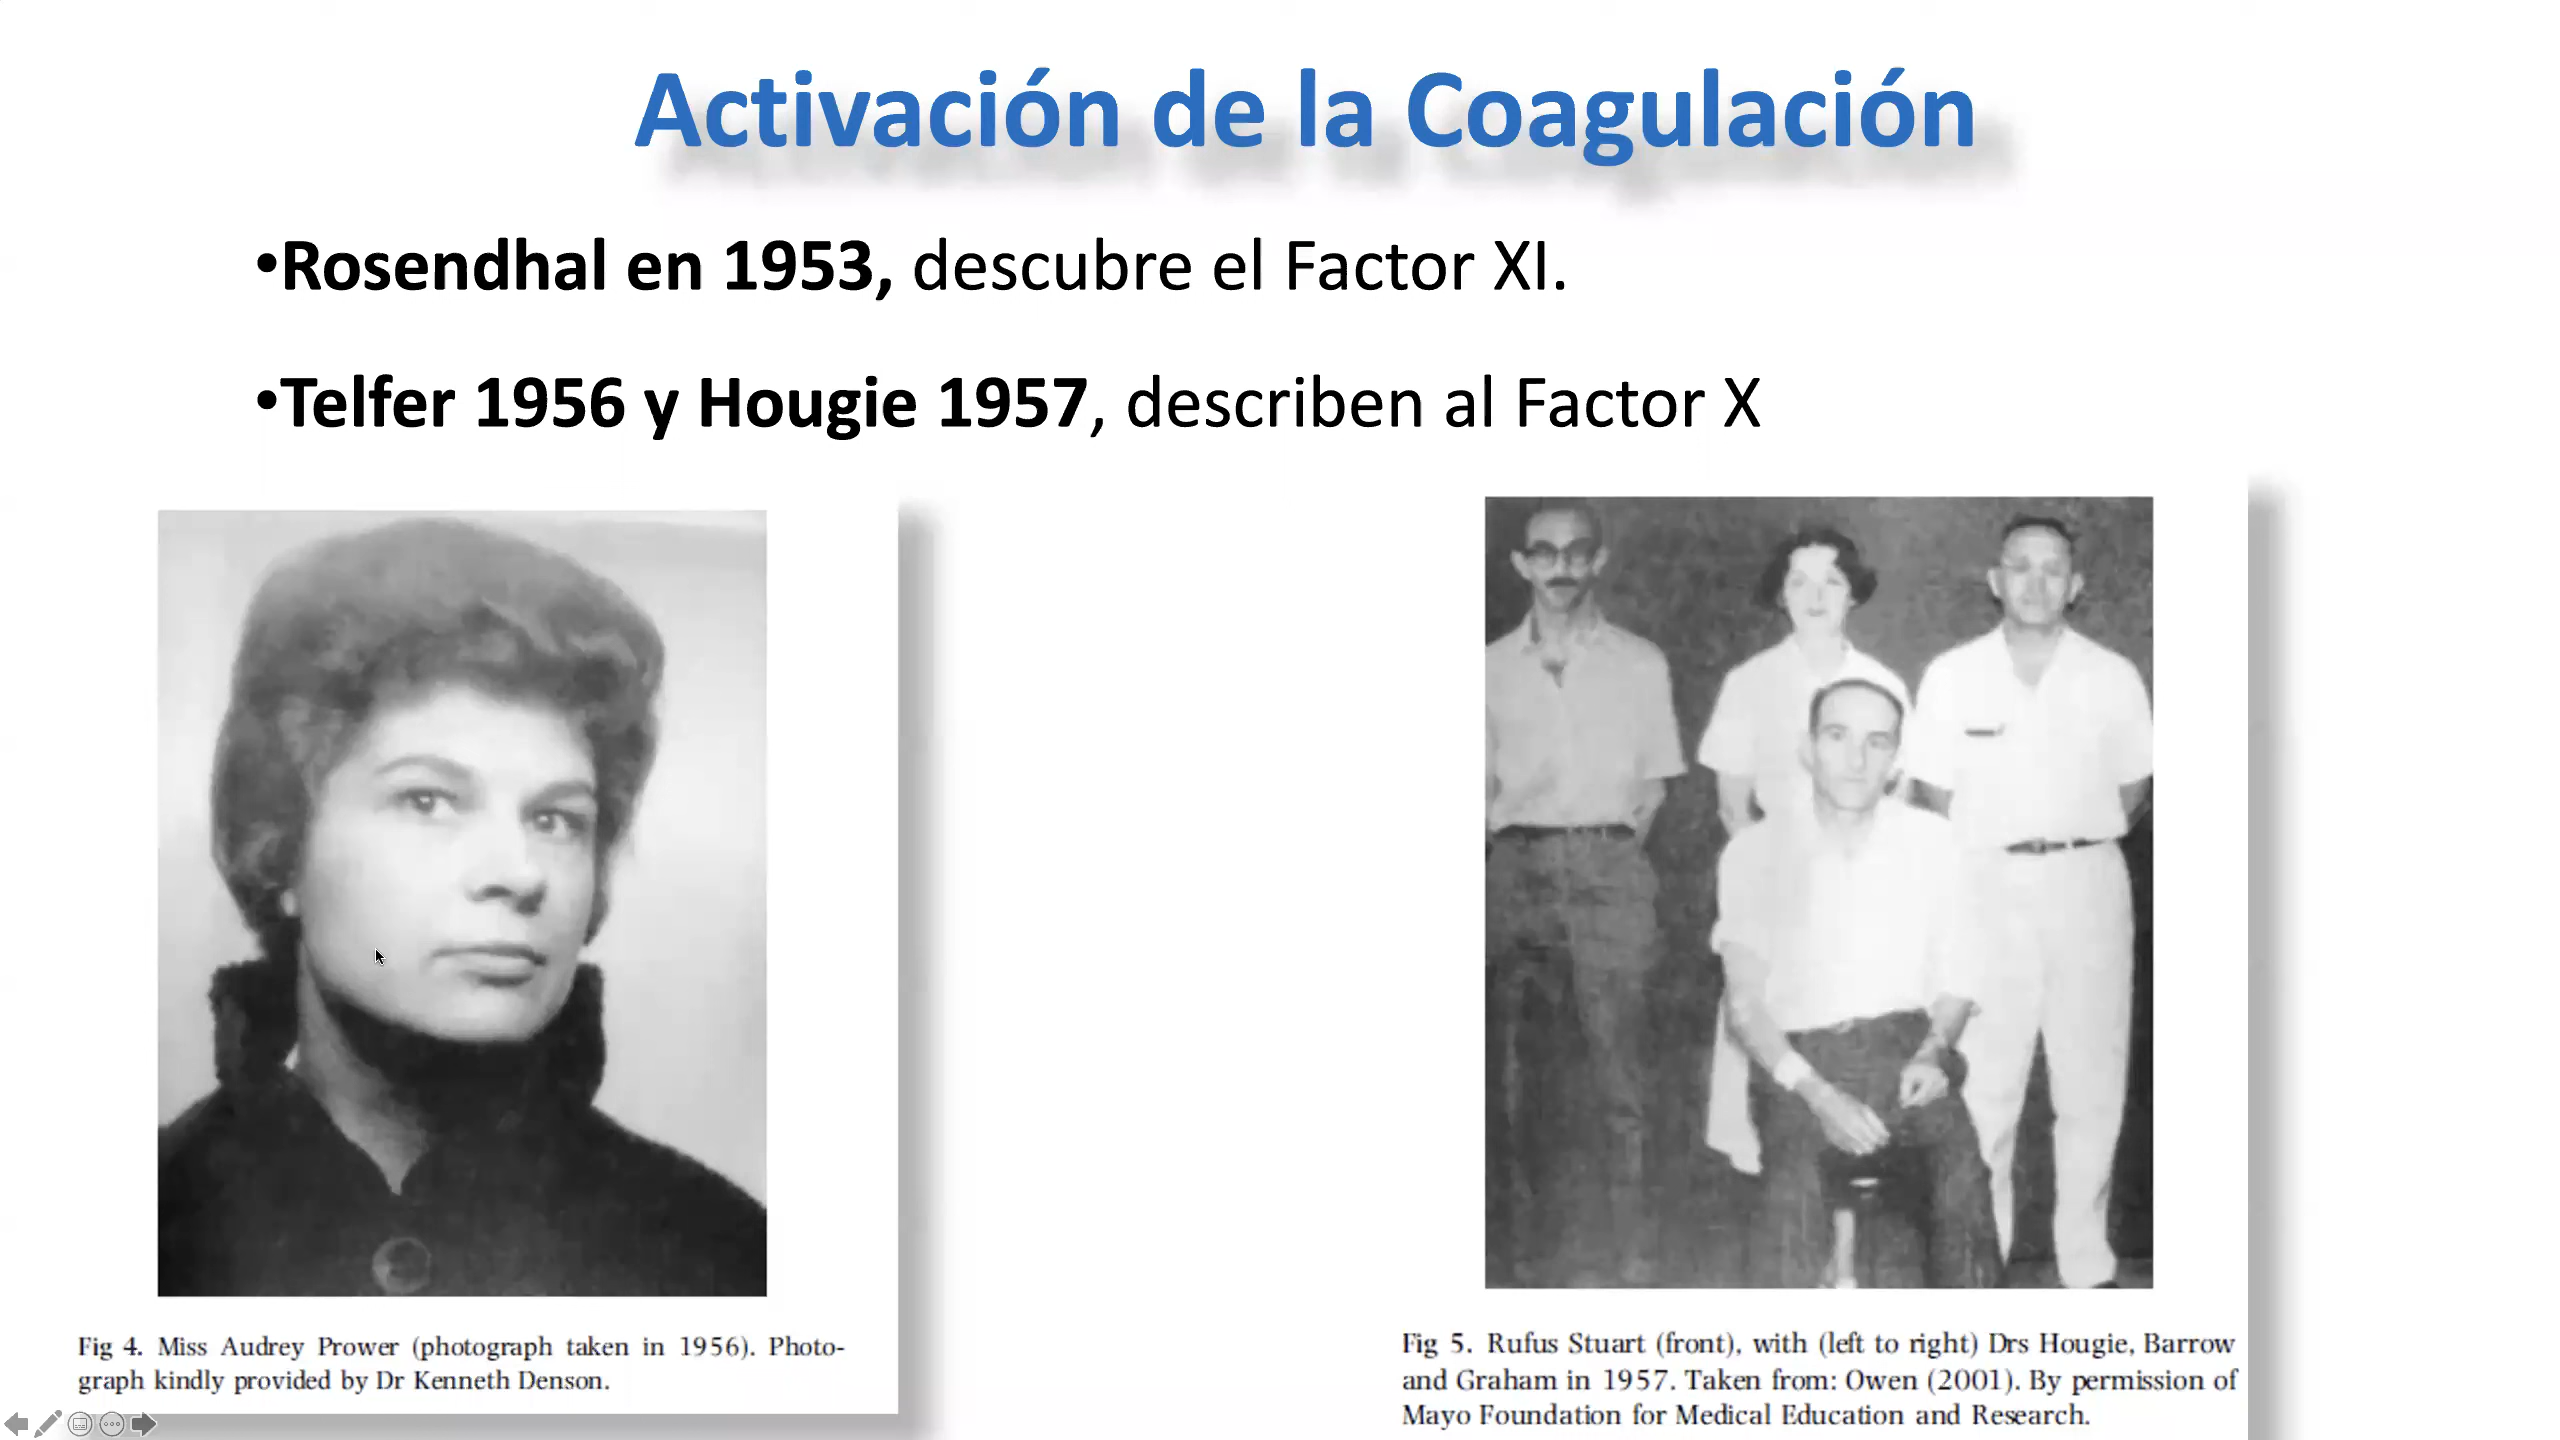 Activación de la Coagulación
•Rosendhal en 1953, descubre el Factor XI.
•Telfer 1956 y Hougie 1957, describen al Factor X
Fig 4. Miss Audrey Prower (photograph taken in 1956). Photo-
graph kindly provided by Dr Kenneth Denson.
Fig 5. Rufus Stuart (front), with (left to right) Drs Hougie, Barrow
and Graham in 1957. Taken from: Owen (2001). By permission of
Mayo Foundation for Medical Education and Research.